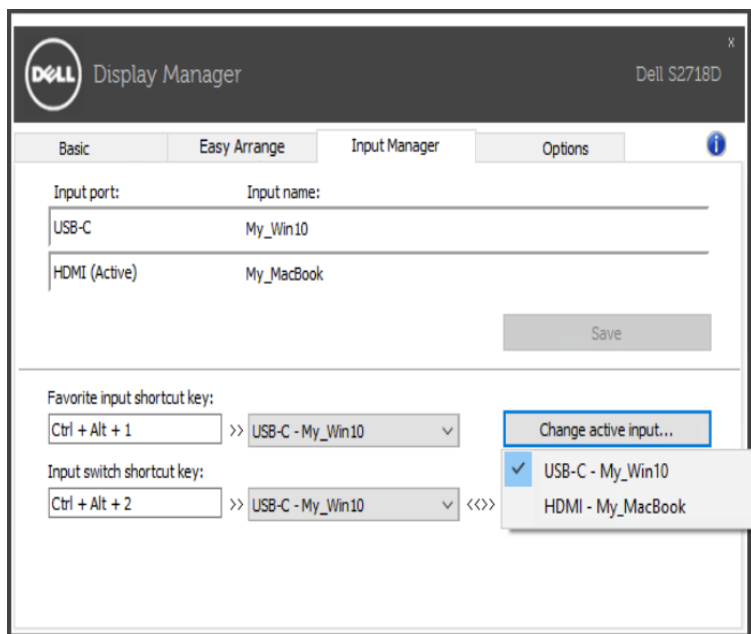 x
DELL Display Manager Dell S2718D
Basic Easy Arrange Input Manager Options i
Input port: Input name:
USB-C My_Win10
HDMI (Active) My_MacBook
Save
Favorite input shortcut key:
Ctrl + Alt + 1 >> USB-C - My_Win10 Change active input...
Input switch shortcut key: USB-C - My_Win10
Ctrl + Alt + 2 >> USB-C - My_Win10 <<>> HDMI - My_MacBook